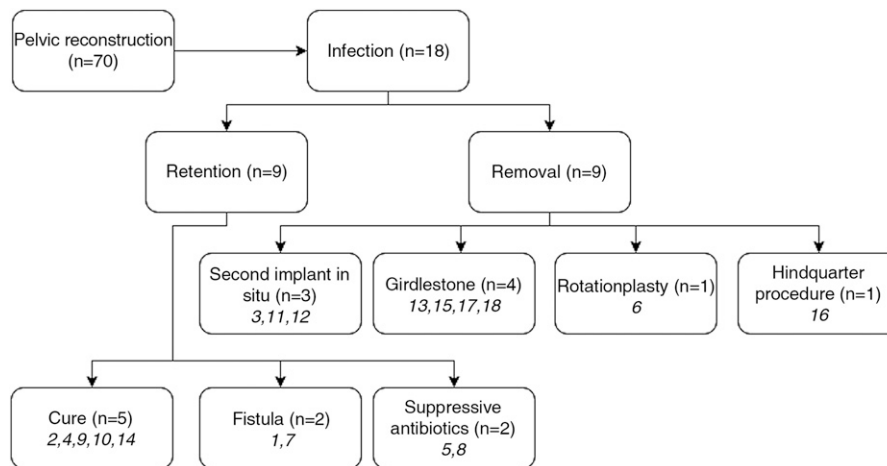 Pelvic reconstruction
(n=70)
Infection (n=18)
Retention (n=9)
Removal (n=9)
Second implant in
situ (n=3)
3,11,12
Girdlestone (n=4)
13,15,17,18
Rotationplasty (n=1)
6
Hindquarter
procedure (n=1)
16
Cure (n=5)
2,4,9,10,14
Fistula (n=2)
1,7
Suppressive
antibiotics (n=2)
5,8